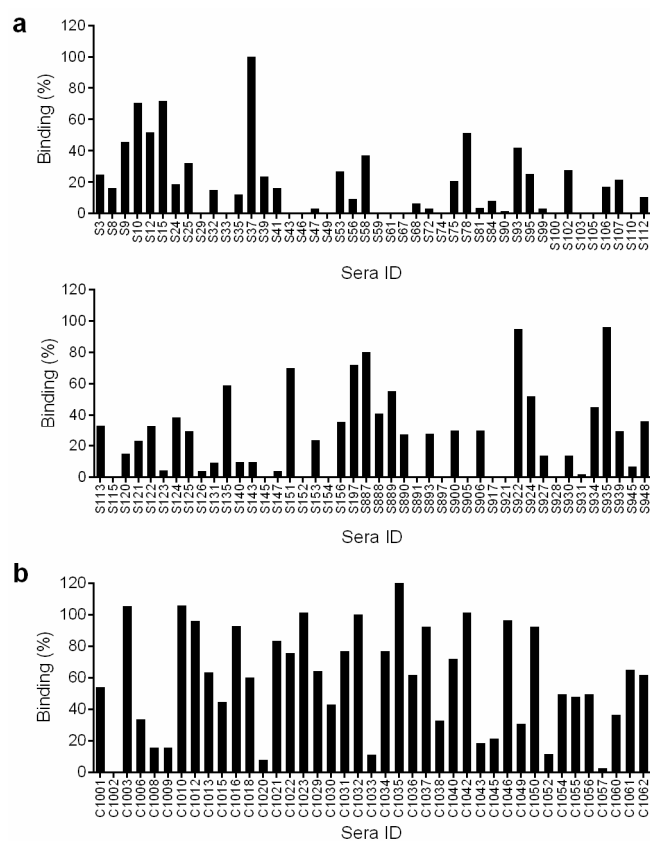 a
Binding (%)
120
100
80
60
40
20
0
S3 S8 S9 S10 S12 S15 S24 S25 S29 S32 S33 S35 S37 S39 S41 S43 S46 S47 S49 S53 S56 S58 S59 S61 S67 S68 S72 S74 S75 S78 S81 S84 S90 S93 S95 S99 S100 S102 S103 S105 S106 S107 S110 S112
Sera ID
Binding (%)
120
100
80
60
40
20
0
S113 S115 S120 S121 S122 S123 S124 S125 S126 S131 S135 S140 S143 S145 S147 S151 S152 S153 S154 S156 S197 S887 S888 S889 S890 S891 S893 S897 S900 S905 S906 S917 S921 S922 S924 S927 S928 S930 S931 S934 S935 S939 S945 S948
Sera ID
b
Binding (%)
120
100
80
60
40
20
0
C1001 C1002 C1003 C1006 C1008 C1009 C1010 C1012 C1013 C1015 C1016 C1018 C1020 C1021 C1022 C1023 C1029 C1030 C1031 C1032 C1033 C1034 C1035 C1036 C1037 C1038 C1040 C1042 C1043 C1045 C1046 C1049 C1050 C1052 C1054 C1055 C1056 C1057 C1060 C1061 C1062
Sera ID